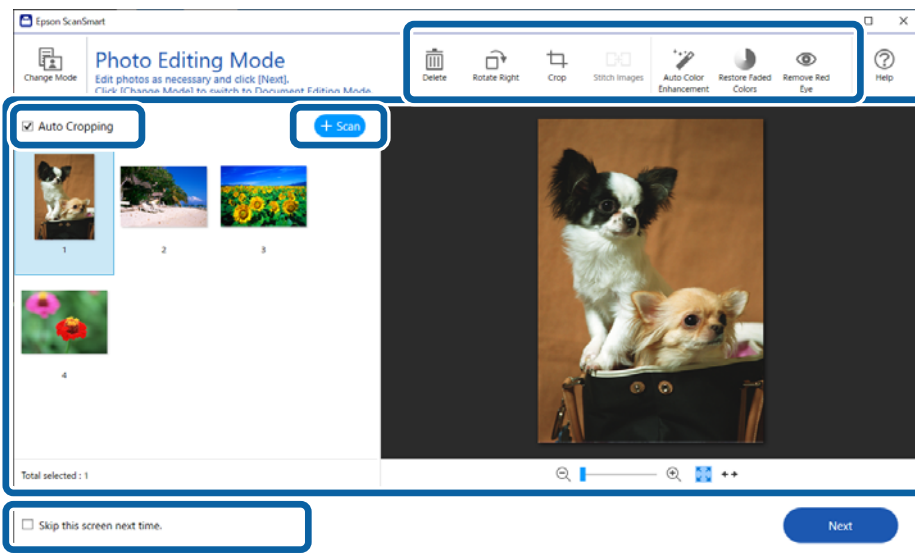 Epson ScanSmart
Change Mode
Photo Editing Mode
Edit photos as necessary and click [Next].
Click [Change Mode] to switch to Document Editing Mode
Delete
Rotate Right
Crop
Stitch Images
Auto Color
Enhancement
Restore Faded
Colors
Remove Red
Eye
Help
Auto Cropping
+ Scan
1
2
3
4
Total selected : 1
Skip this screen next time.
Next